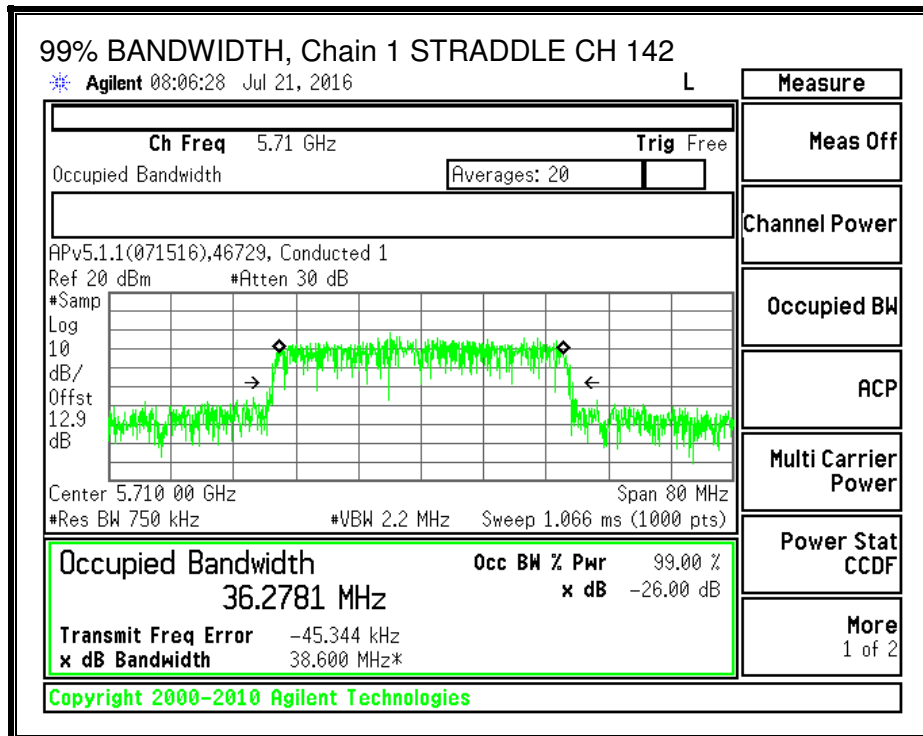 99% BANDWIDTH, Chain 1 STRADDLE CH 142
Agilent 08:06:28 Jul 21, 2016 L
Ch Freq 5.71 GHz Trig Free
Occupied Bandwidth Averages: 20
APv5.1.1(071516),46729, Conducted 1
Ref 20 dBm #Atten 30 dB
#Samp
Log
10
dB/
Offst
12.9
dB
Center 5.710 00 GHz Span 80 MHz
#Res BW 750 kHz #VBW 2.2 MHz Sweep 1.066 ms (1000 pts)
Occupied Bandwidth Occ BW % Pwr 99.00 %
36.2781 MHz x dB -26.00 dB
Transmit Freq Error -45.344 kHz
x dB Bandwidth 38.600 MHz*
Copyright 2000-2010 Agilent Technologies
Measure
Meas Off
Channel Power
Occupied BW
ACP
Multi Carrier
Power
Power Stat
CCDF
More
1 of 2